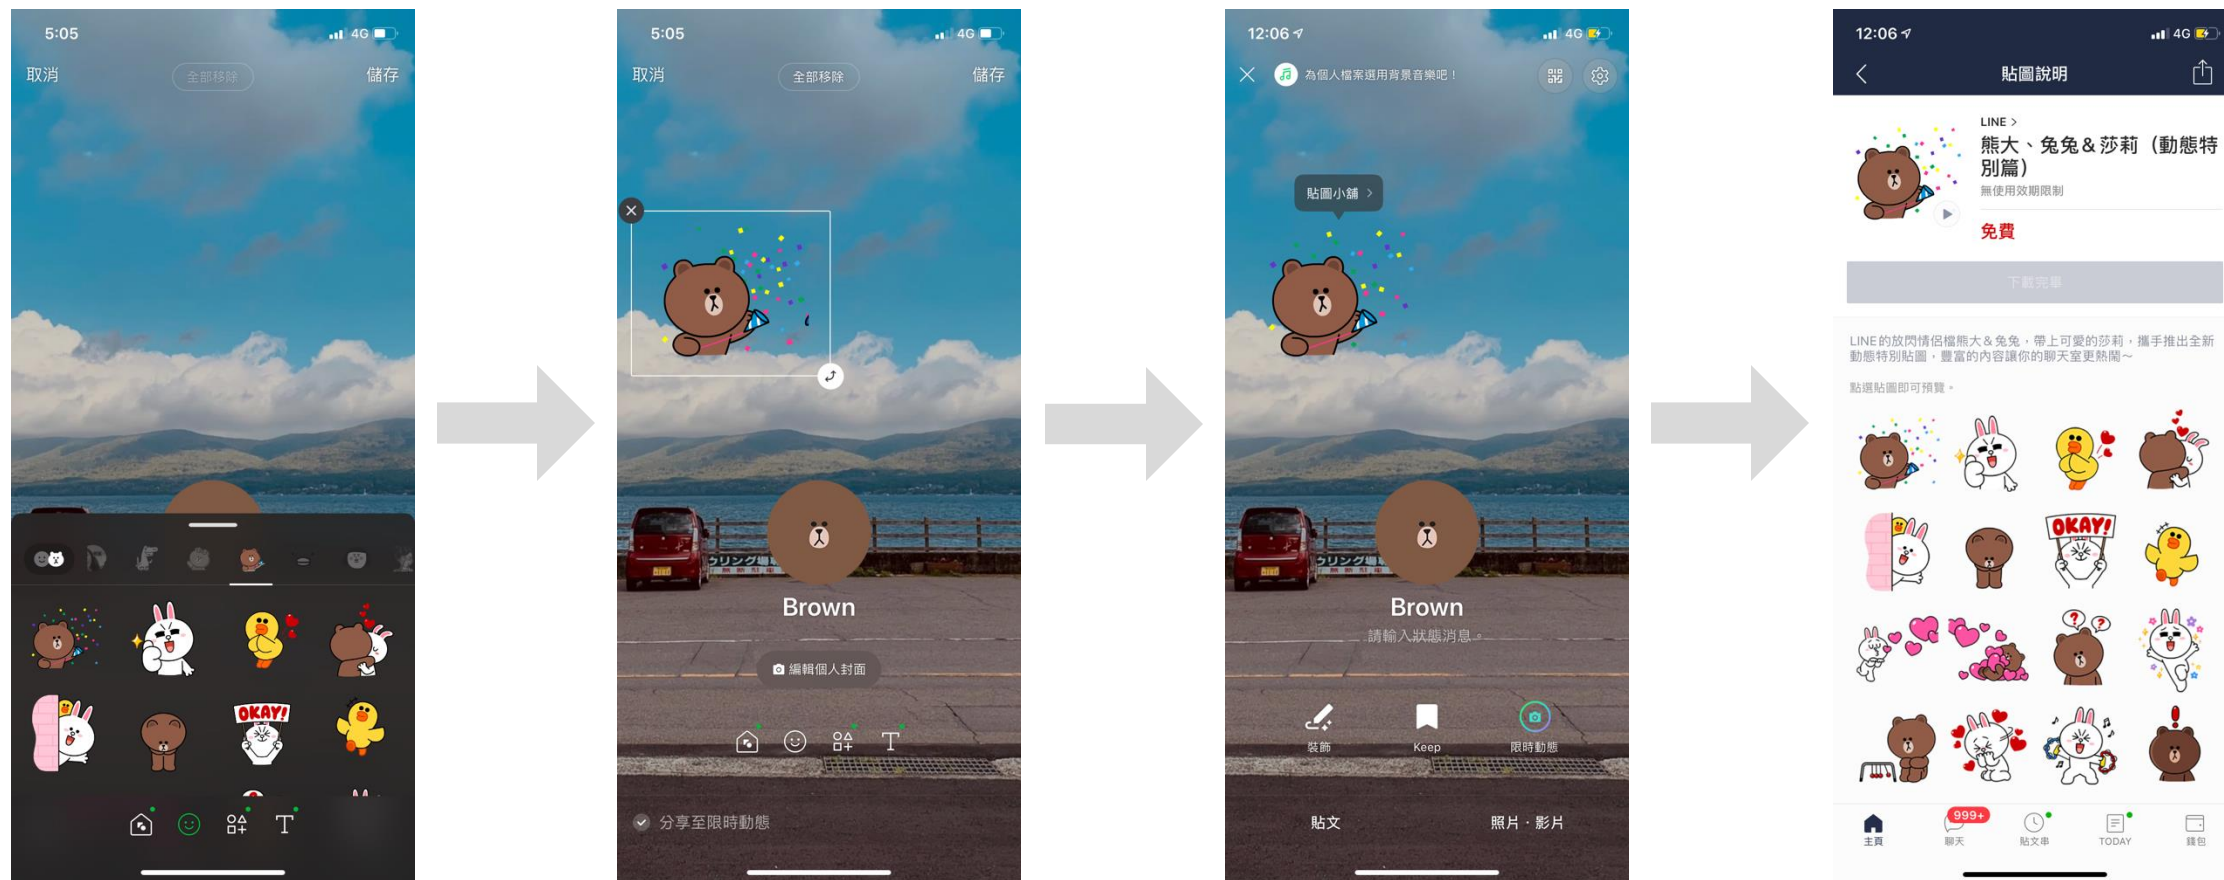 5:05
4G
取消
全部移除
儲存
OKAY!
5:05
4G
取消
全部移除
儲存
Brown
編輯個人封面
分享至限時動態
12:06
4G
為個人檔案選用背景音樂吧！
貼圖小舖 >
Brown
請輸入狀態消息。
裝飾
Keep
限時動態
貼文
照片・影片
12:06
4G
貼圖說明
LINE >
熊大、兔兔＆莎莉（動態特
別篇）
無使用效期限制
免費
下載完畢
LINE的放閃情侶檔熊大＆兔兔，帶上可愛的莎莉，攜手推出全新
動態特別貼圖，豐富的內容讓你的聊天室更熱鬧～
點選貼圖即可預覽。
OKAY!
999+
主頁
聊天
貼文串
TODAY
錢包